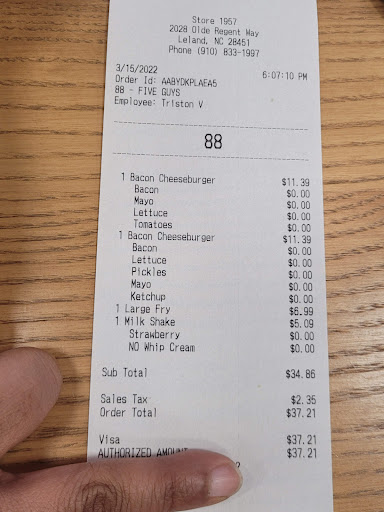 Store 1957
2028 Olde Regent Way
Leland, NC 28451
Phone (910) 833-1997
3/15/2022 6:07:10 PM
Order Id: AABYDKPLAEA5
88 - FIVE GUYS
Employee: Triston V
88
1 Bacon Cheeseburger $11.39
Bacon $0.00
Mayo $0.00
Lettuce $0.00
Tomatoes $0.00
1 Bacon Cheeseburger $11.39
Bacon $0.00
Lettuce $0.00
Pickles $0.00
Mayo $0.00
Ketchup $0.00
1 Large Fry $6.99
1 Milk Shake $5.09
Strawberry $0.00
NO Whip Cream $0.00
Sub Total $34.86
Sales Tax $2.35
Order Total $37.21
Visa $37.21
AUTHORIZED AMOUNT $37.21